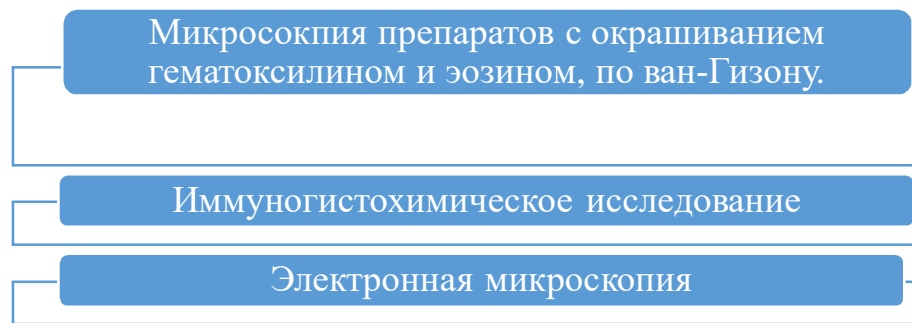 Микросокпия препаратов с окрашиванием
гематоксилином и эозином, по ван-Гизону.
Иммуногистохимическое исследование
Электронная микроскопия